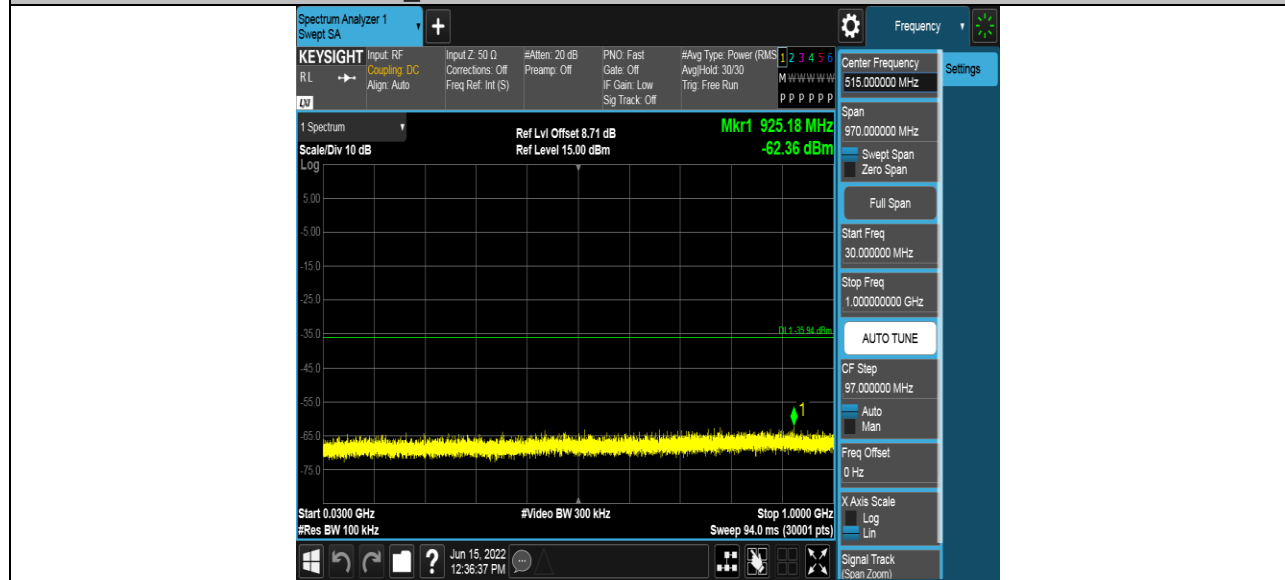 Spectrum Analyzer 1
Swept SA
+
Frequency
KEYSIGHT
RL
LXI
Input: RF
Coupling: DC
Align: Auto
Input Z: 50 Ω
Corrections: Off
Freq Ref: Int (S)
#Atten: 20 dB
Preamp: Off
PNO: Fast
Gate: Off
IF Gain: Low
Sig Track: Off
#Avg Type: Power (RMS
Avg|Hold: 30/30
Trig: Free Run
1 2 3 4 5 6
M W W W W W
P P P P P P
1 Spectrum
Scale/Div 10 dB
Ref Lvl Offset 8.71 dB
Ref Level 15.00 dBm
Mkr1 925.18 MHz
-62.36 dBm
Log
5.00
-5.00
-15.0
-25.0
-35.0
DL1 -35.94 dBm
-45.0
-55.0
1
-65.0
-75.0
Start 0.0300 GHz
#Video BW 300 kHz
Stop 1.0000 GHz
#Res BW 100 kHz
Sweep 94.0 ms (30001 pts)
?
Jun 15, 2022
12:36:37 PM
Center Frequency
515.000000 MHz
Settings
Span
970.000000 MHz
Swept Span
Zero Span
Full Span
Start Freq
30.000000 MHz
Stop Freq
1.000000000 GHz
AUTO TUNE
CF Step
97.000000 MHz
Auto
Man
Freq Offset
0 Hz
X Axis Scale
Log
Lin
Signal Track
(Span Zoom)